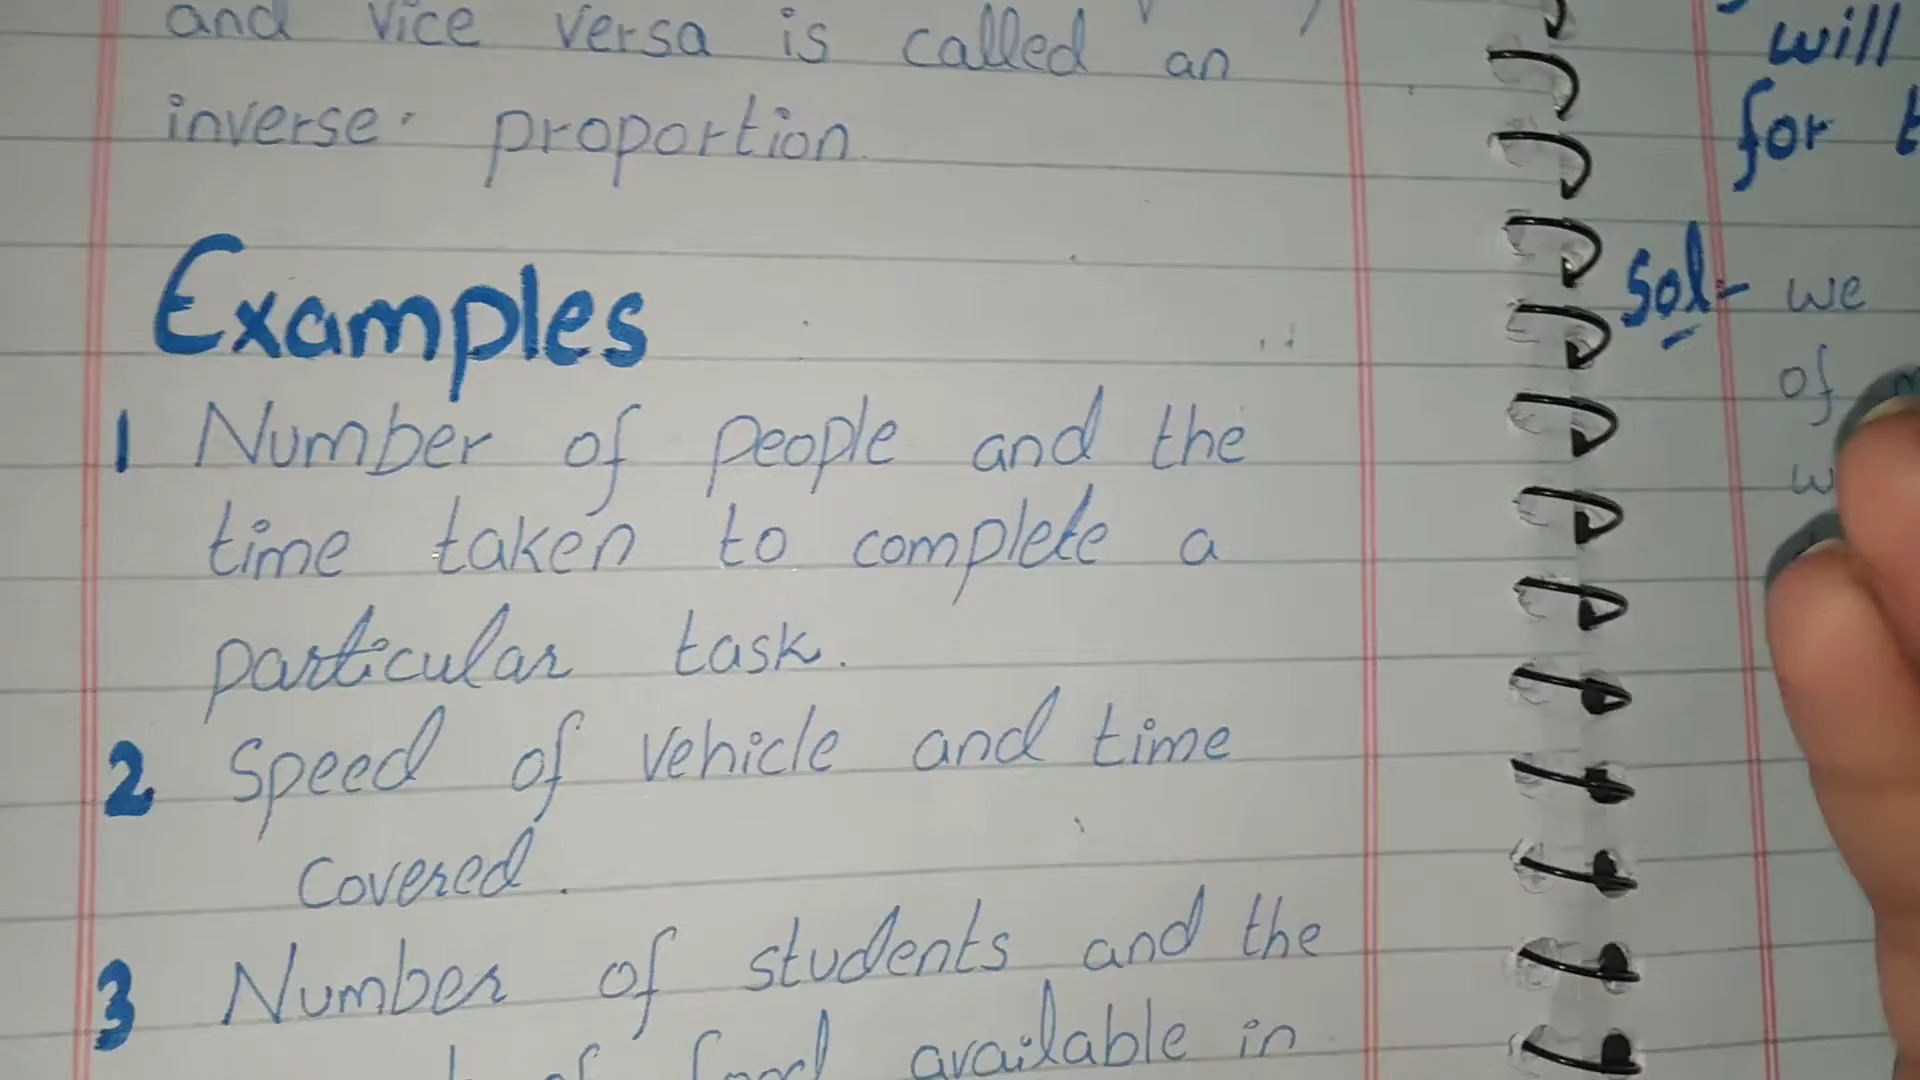 and vice versa is called an
inverse proportion
Examples
1 Number of people and the
time taken to complete a
particular task.
2 Speed of vehicle and time
covered.
3 Number of students and the
of food available in
will
for
Sol- we
of